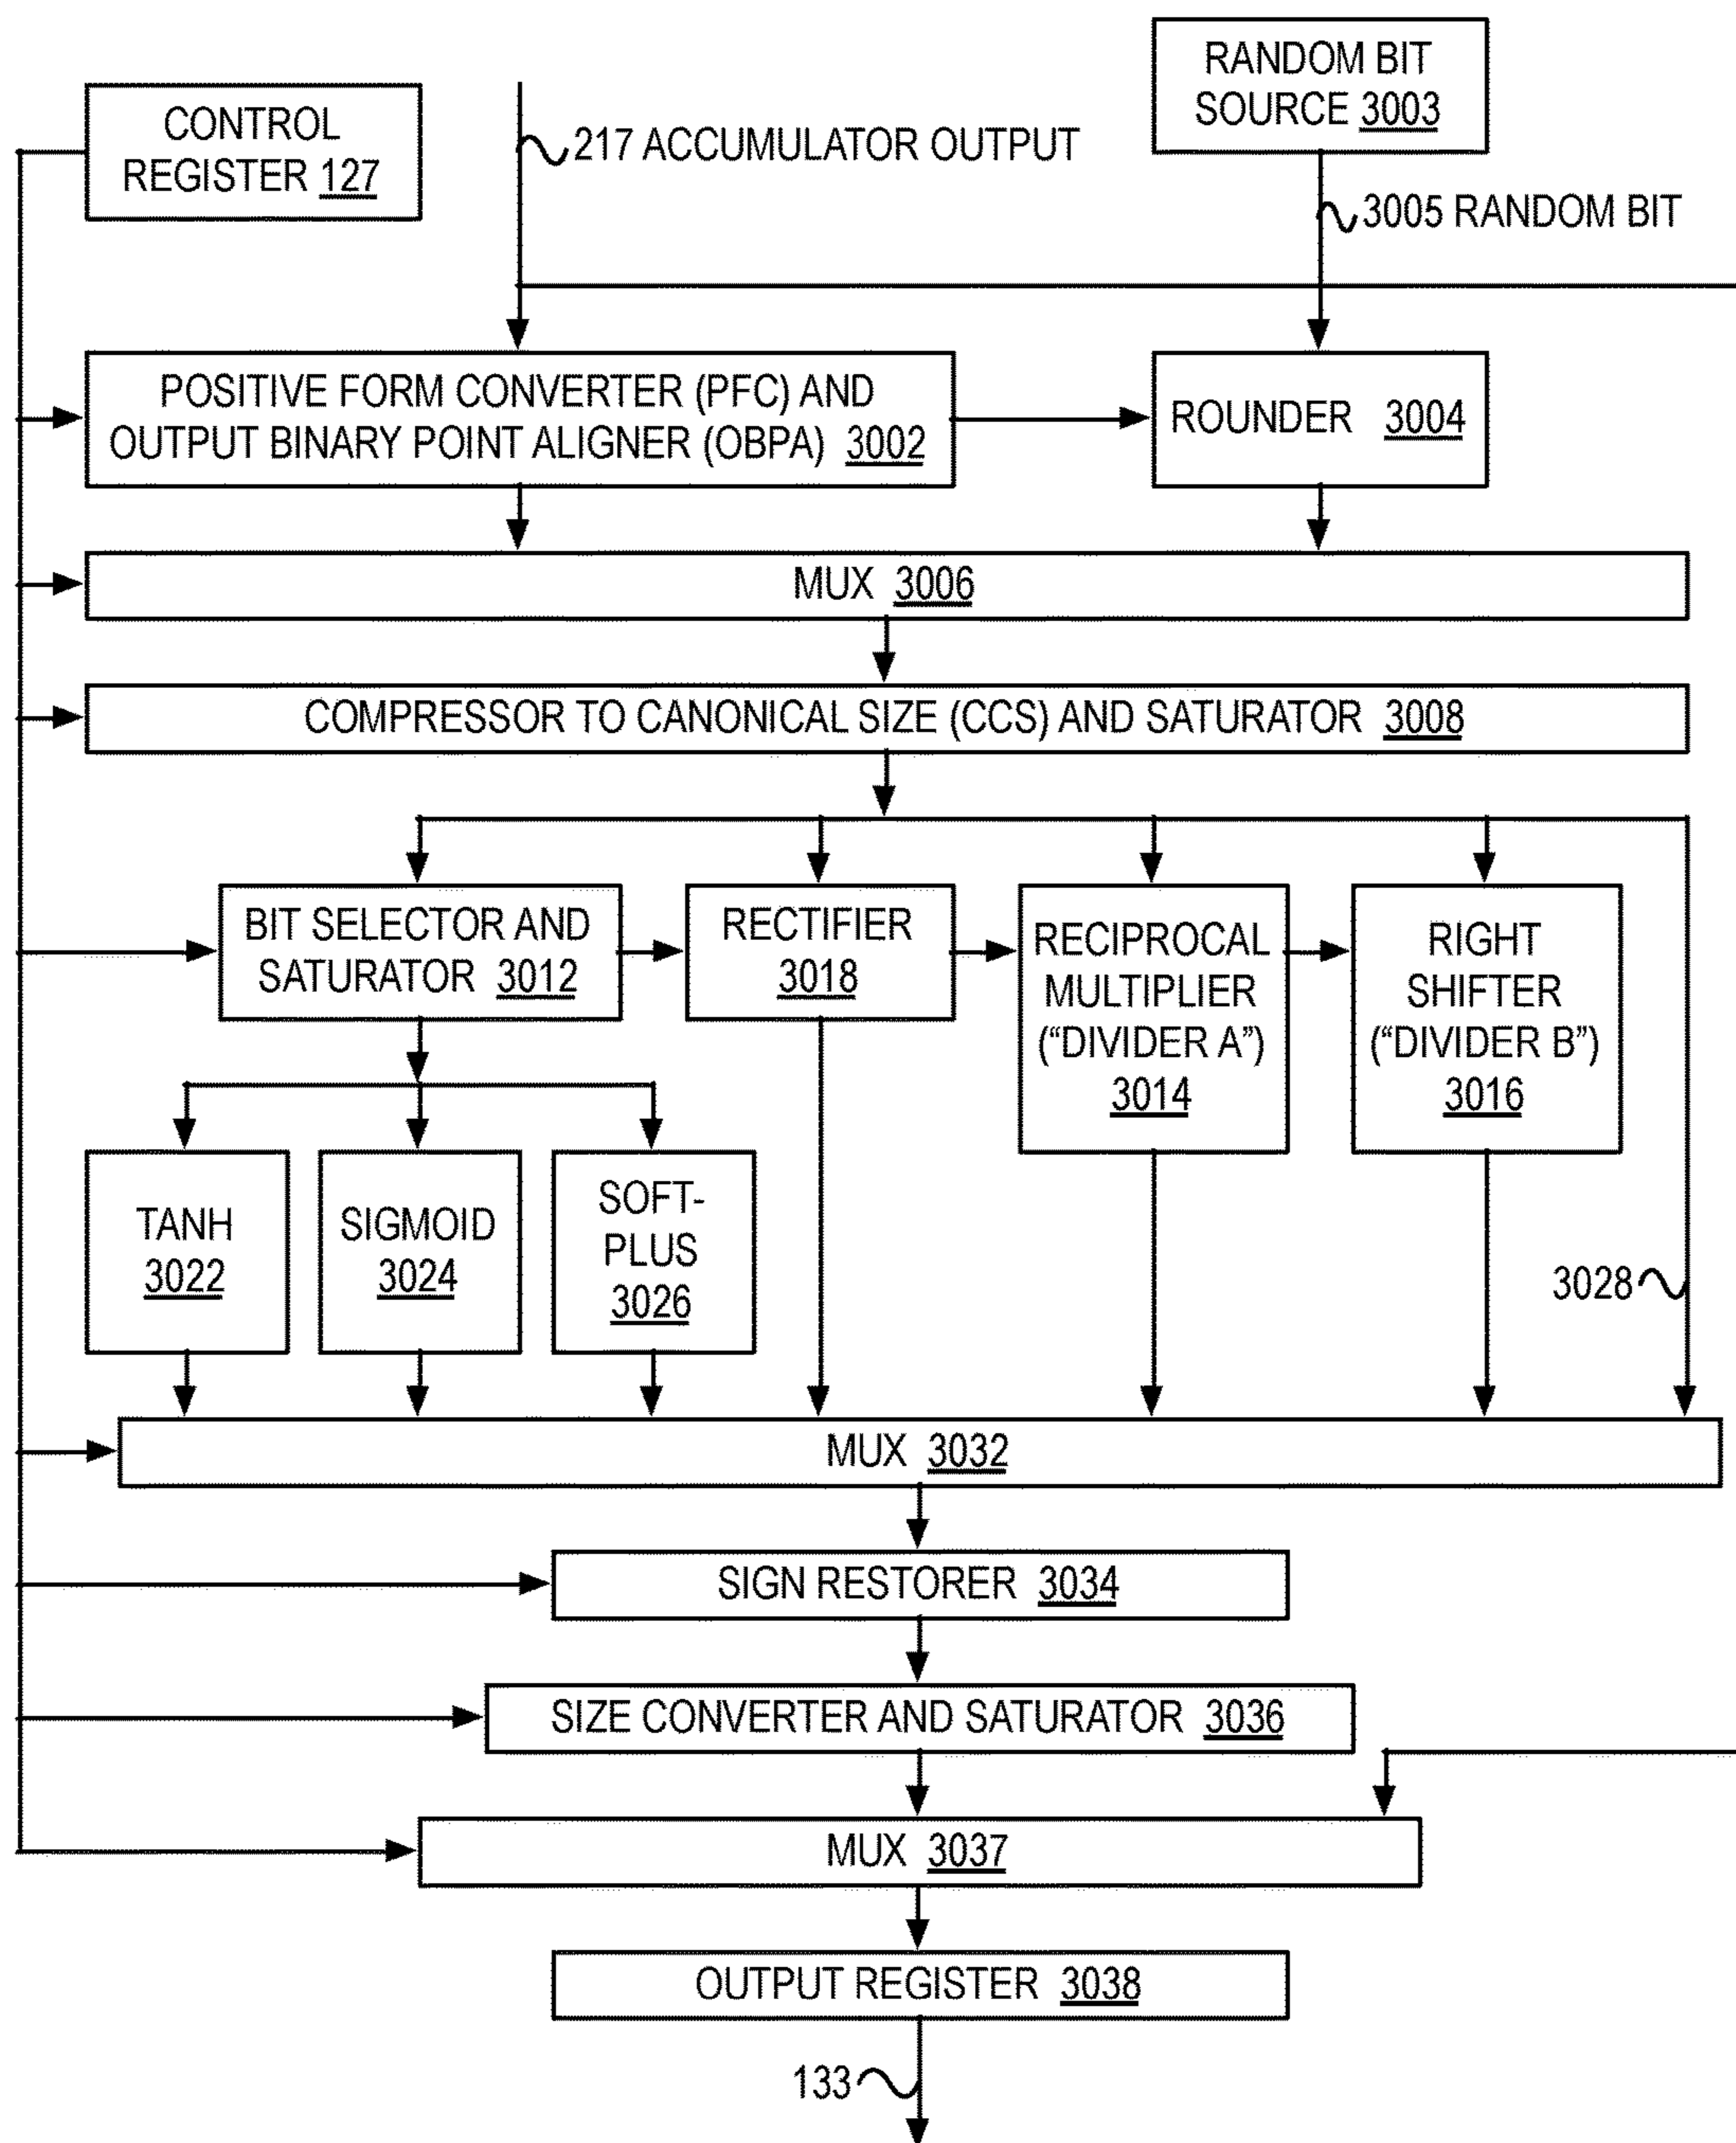 RANDOM BIT
SOURCE 3003
CONTROL
REGISTER 127
217 ACCUMULATOR OUTPUT
3005 RANDOM BIT
POSITIVE FORM CONVERTER (PFC) AND
OUTPUT BINARY POINT ALIGNER (OBPA) 3002
ROUNDER 3004
MUX 3006
COMPRESSOR TO CANONICAL SIZE (CCS) AND SATURATOR 3008
BIT SELECTOR AND
SATURATOR 3012
RECTIFIER
3018
RECIPROCAL
MULTIPLIER
(“DIVIDER A”)
3014
RIGHT
SHIFTER
(“DIVIDER B”)
3016
TANH
3022
SIGMOID
3024
SOFT-
PLUS
3026
3028
MUX 3032
SIGN RESTORER 3034
SIZE CONVERTER AND SATURATOR 3036
MUX 3037
OUTPUT REGISTER 3038
133